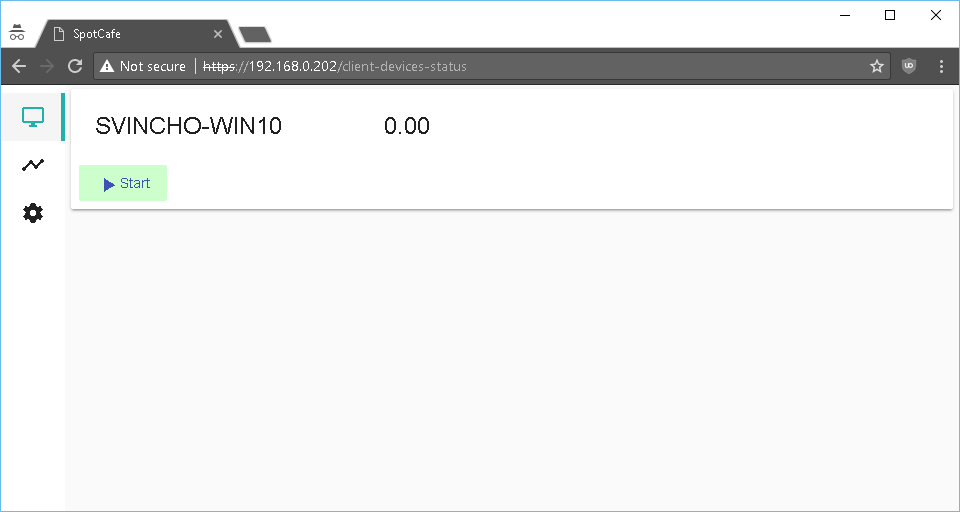 SpotCafe
Not secure https://192.168.0.202/client-devices-status
SVINCHO-WIN10 0.00
Start